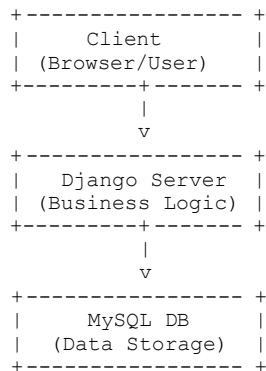 +----------------- +
|     Client       |
|  (Browser/User)  |
+---------+------- +
          |
          v
+----------------- +
|   Django Server  |
| (Business Logic) |
+---------+------- +
          |
          v
+----------------- +
|     MySQL DB     |
|  (Data Storage)  |
+----------------- +